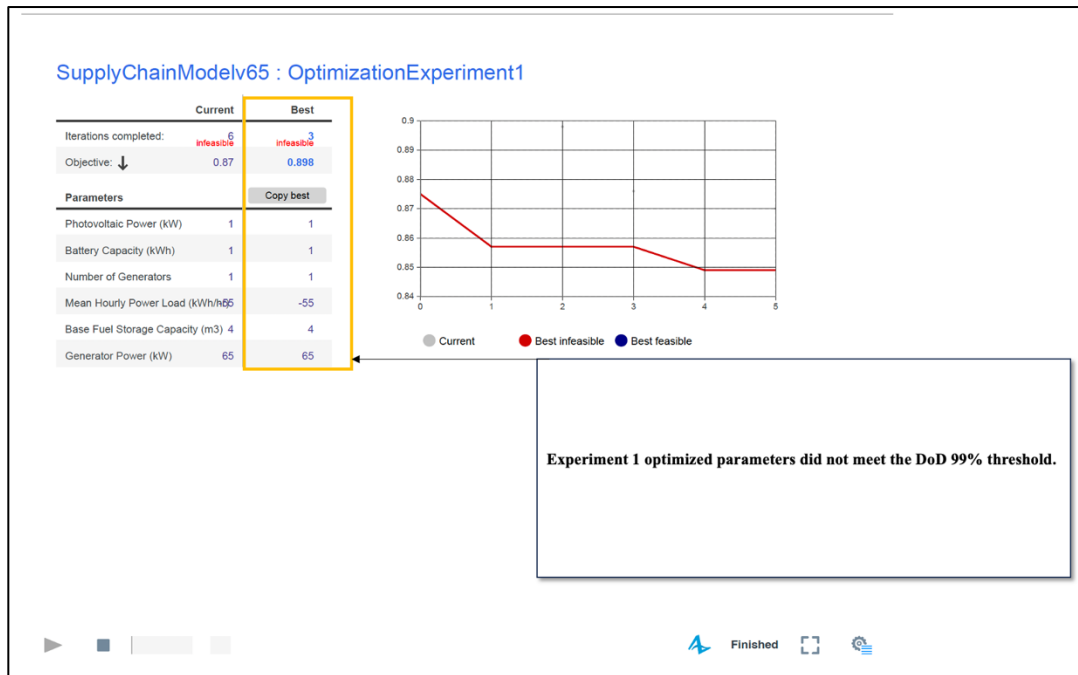 SupplyChainModelv65 : OptimizationExperiment1
Current Best
Iterations completed: 6 3
infeasible infeasible
Objective: ↓ 0.87 0.898
Parameters Copy best
Photovoltaic Power (kW) 1 1
Battery Capacity (kWh) 1 1
Number of Generators 1 1
Mean Hourly Power Load (kWh/hr) -55 -55
Base Fuel Storage Capacity (m3) 4 4
Generator Power (kW) 65 65
0.9
0.89
0.88
0.87
0.86
0.85
0.84
0 1 2 3 4 5
Current Best infeasible Best feasible
Experiment 1 optimized parameters did not meet the DoD 99% threshold.
Finished